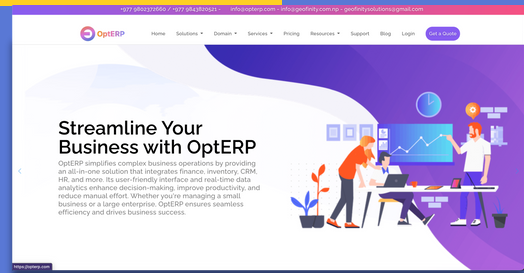 +977 9802372660 / +977 9843820521 - info@opterp.com - info@geofinity.com.np - geofinitysolutions@gmail.com
OptERP Home Solutions Domain Services Pricing Resources Support Blog Login Get a Quote
Streamline Your
Business with OptERP
OptERP simplifies complex business operations by providing
an all-in-one solution that integrates finance, inventory, CRM,
HR, and more. Its user-friendly interface and real-time data
analytics enhance decision-making, improve productivity, and
reduce manual effort. Whether you're managing a small
business or a large enterprise, OptERP ensures seamless
efficiency and drives business success.
https://opterp.com